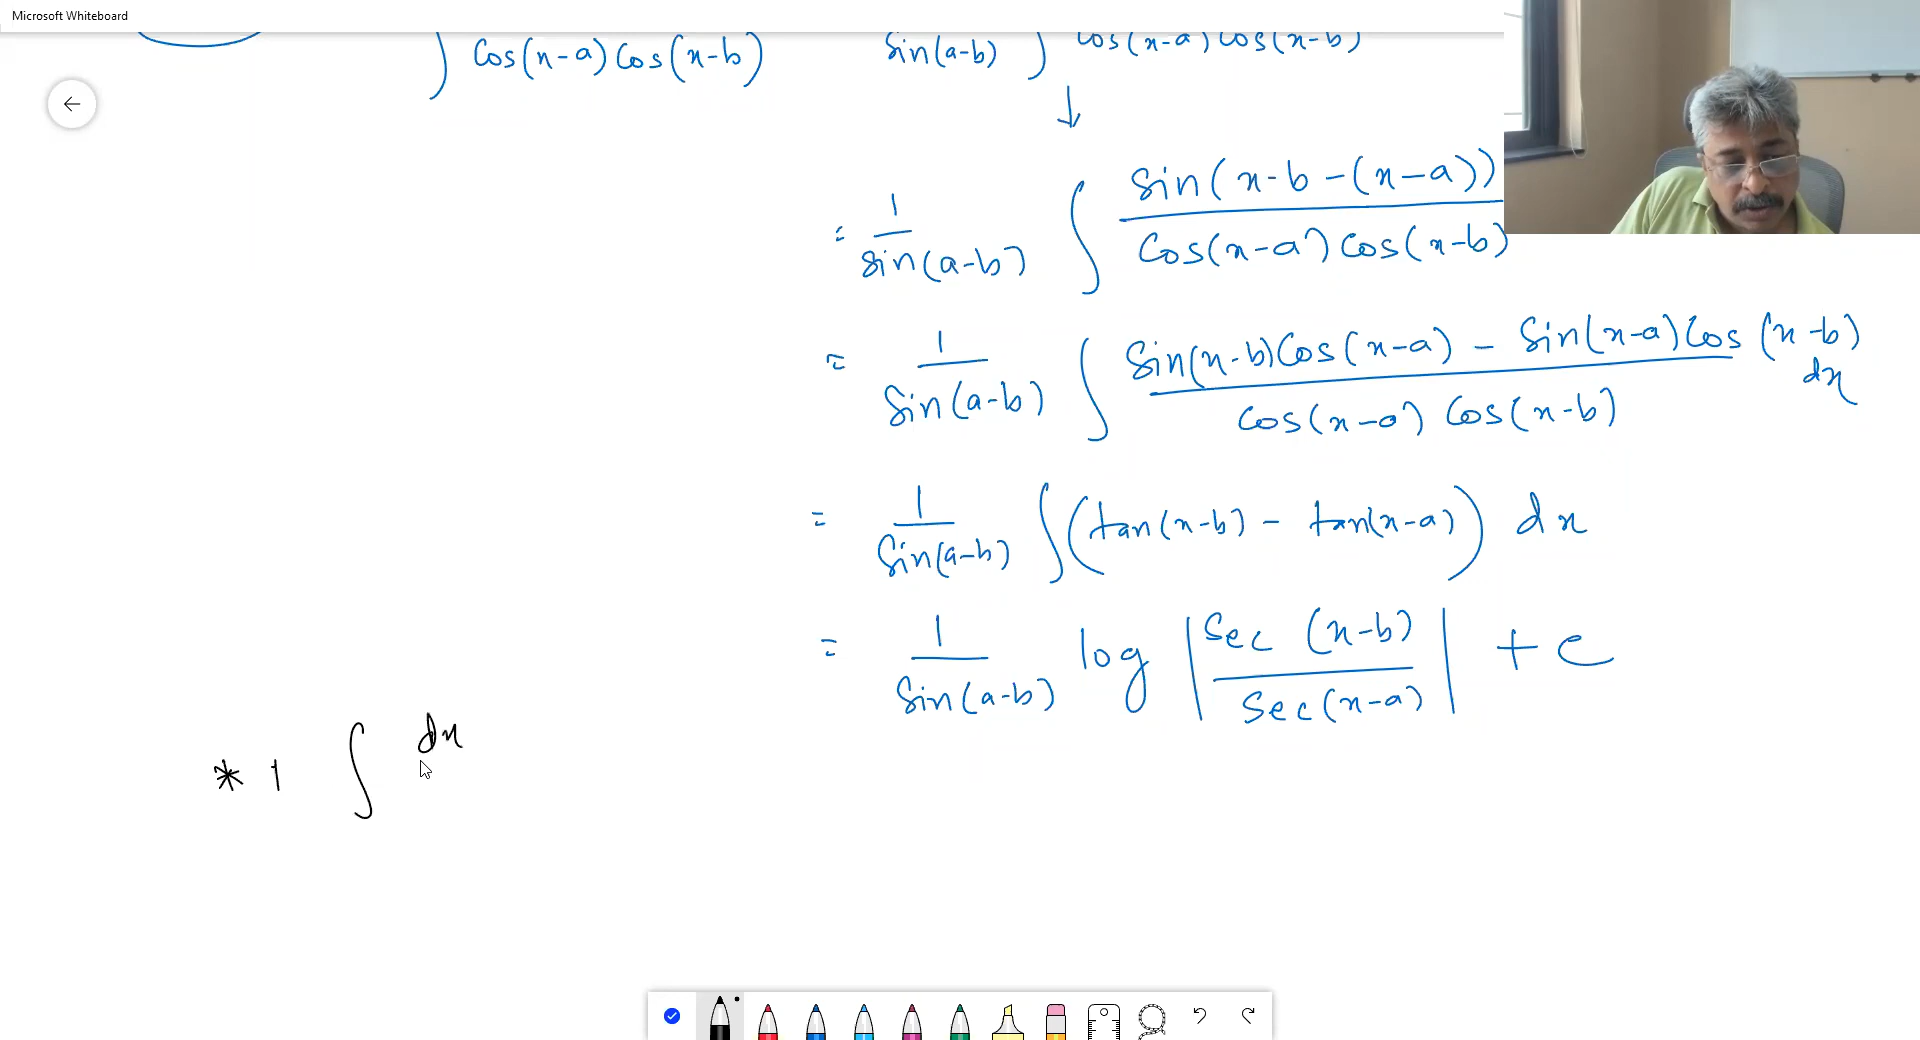 Microsoft Whiteboard
∫ Cos(x-a) Cos(x-b)    Sin(a-b) ∫ Cos(x-a) Cos(x-b)
↓
= 1/Sin(a-b) ∫ Sin(x-b-(x-a)) / Cos(x-a) Cos(x-b)
= 1/Sin(a-b) ∫ Sin(x-b) Cos(x-a) - Sin(x-a) Cos(x-b) / Cos(x-a) Cos(x-b) dx
= 1/Sin(a-b) ∫ (tan(x-b) - tan(x-a)) dx
= 1/Sin(a-b) log |Sec (x-b) / Sec(x-a)| + c
* 1 ∫ dx